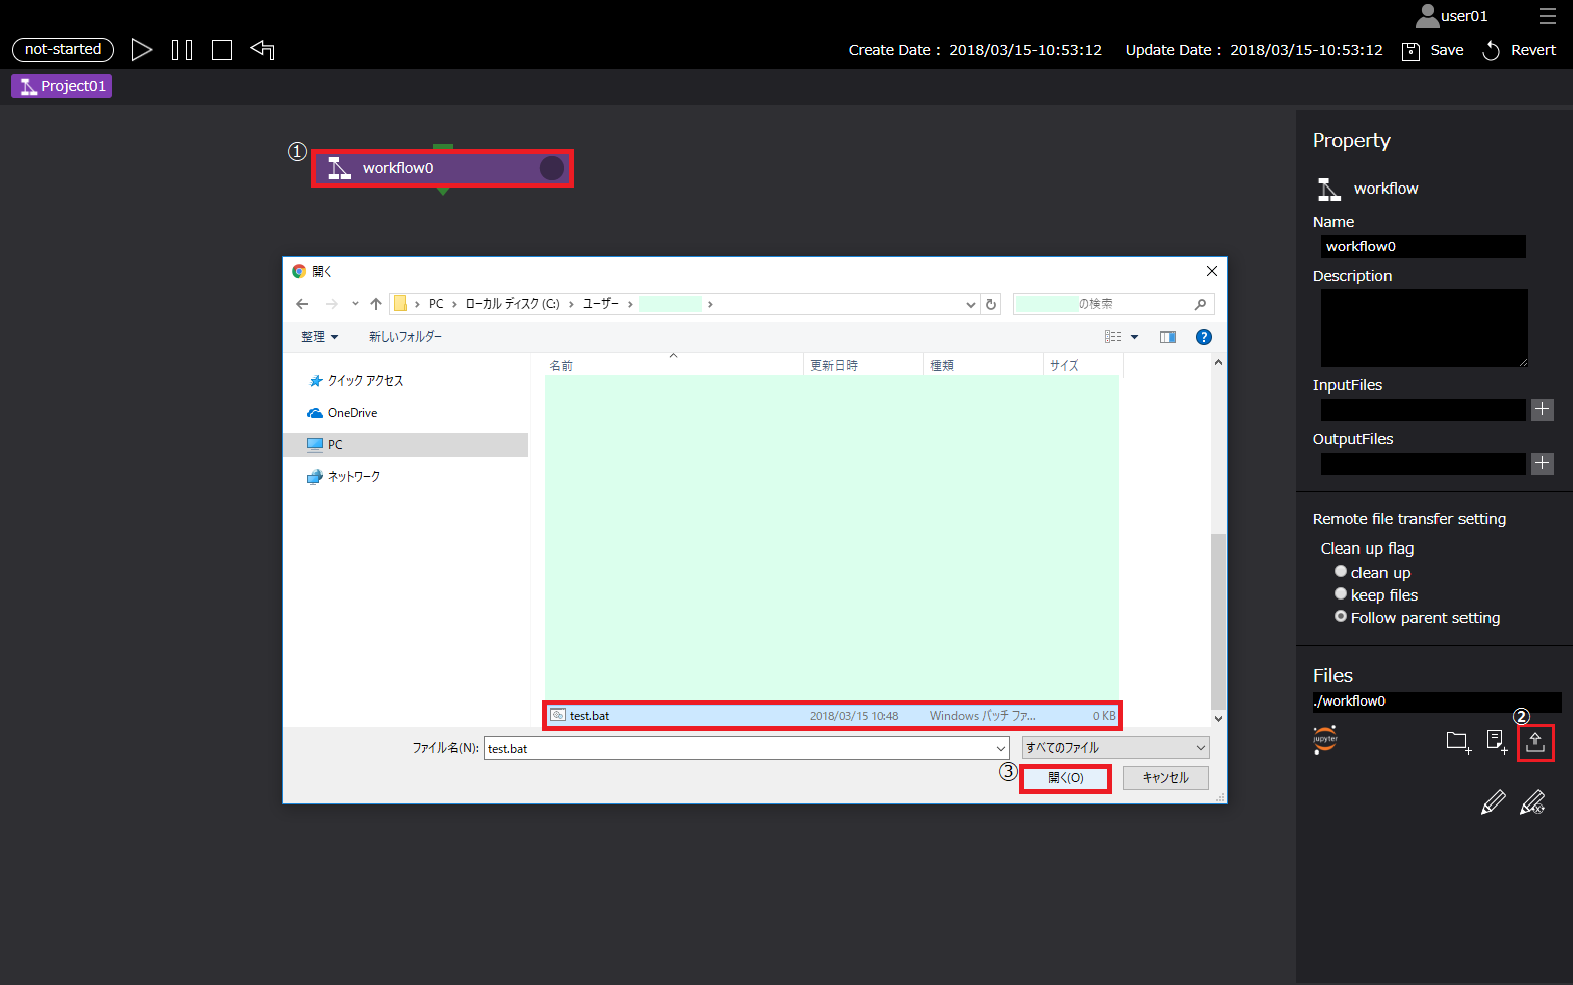 user01
not-started
Create Date : 2018/03/15-10:53:12 Update Date : 2018/03/15-10:53:12 Save Revert
Project01
①
workflow0
Property
workflow
Name
workflow0
Description
InputFiles
OutputFiles
Remote file transfer setting
Clean up flag
clean up
keep files
Follow parent setting
Files
./workflow0
②
jupyter
開く
PC › ローカル ディスク (C:) › ユーザー › ›
の検索
整理 新しいフォルダー
名前 更新日時 種類 サイズ
クイック アクセス
OneDrive
PC
ネットワーク
test.bat 2018/03/15 10:48 Windows バッチ ファ... 0 KB
ファイル名(N): test.bat すべてのファイル
③ 開く(O) キャンセル